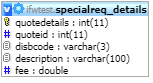 ifwtest.specialreq_details
quotedetails : int(11)
quoteid : int(11)
disbcode : varchar(3)
description : varchar(100)
fee : double